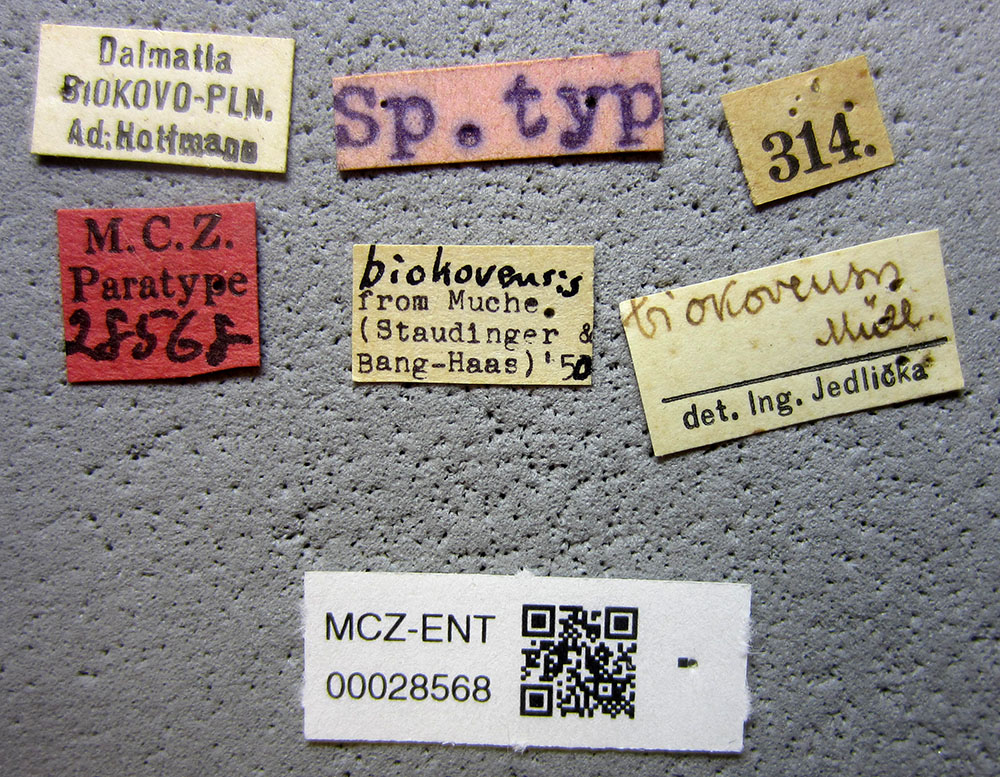 Dalmatia
BIOKOVO-PLN.
Ad. Hoffmann
Sp. typ
314.
M.C.Z.
Paratype
28568
biokovensis
from Muche.
(Staudinger &
Bang-Haas)'50
biokovensis
Müll.
det. Ing. Jedlička
MCZ-ENT
00028568